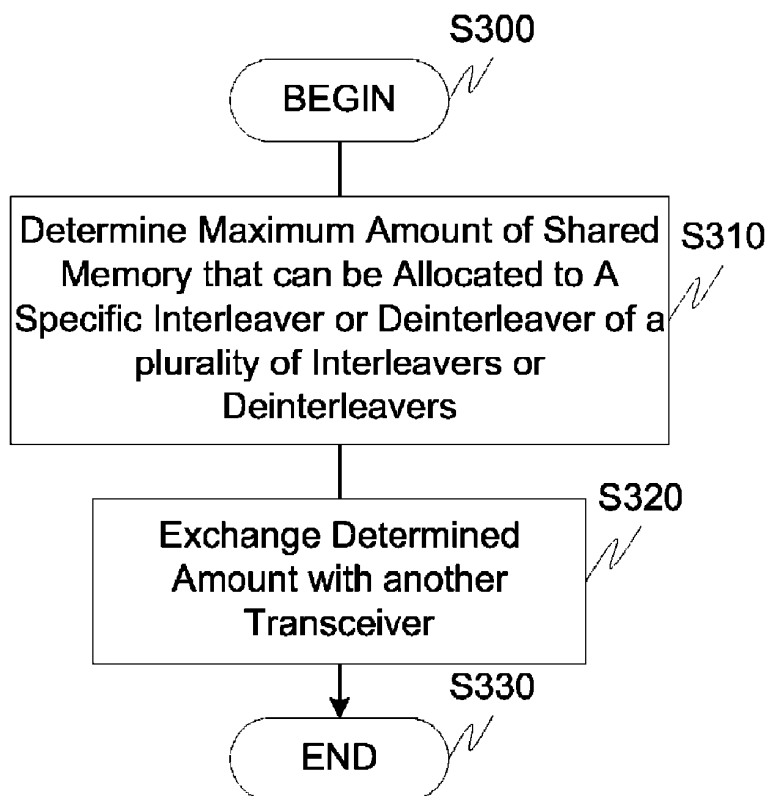 S300
BEGIN
Determine Maximum Amount of Shared
Memory that can be Allocated to A
Specific Interleaver or Deinterleaver of a
plurality of Interleavers or
Deinterleavers
S310
S320
Exchange Determined
Amount with another
Transceiver
S330
END